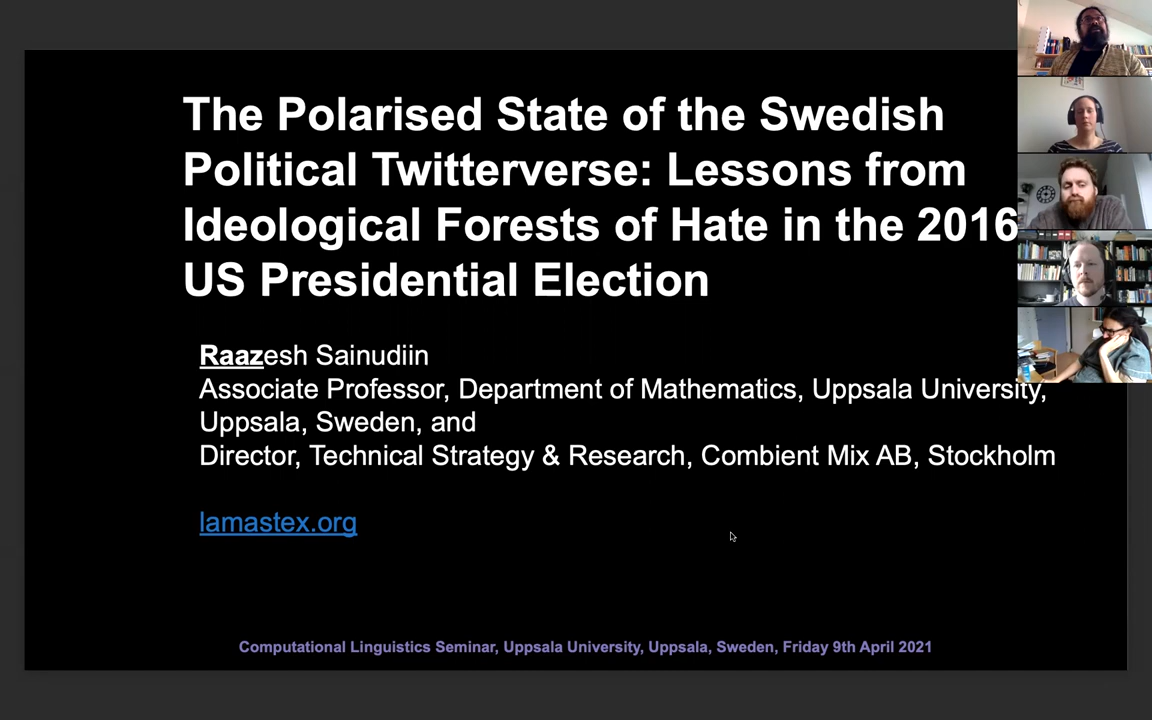 The Polarised State of the Swedish
Political Twitterverse: Lessons from
Ideological Forests of Hate in the 2016
US Presidential Election
Raazesh Sainudiin
Associate Professor, Department of Mathematics, Uppsala University,
Uppsala, Sweden, and
Director, Technical Strategy & Research, Combient Mix AB, Stockholm
lamastex.org
Computational Linguistics Seminar, Uppsala University, Uppsala, Sweden, Friday 9th April 2021